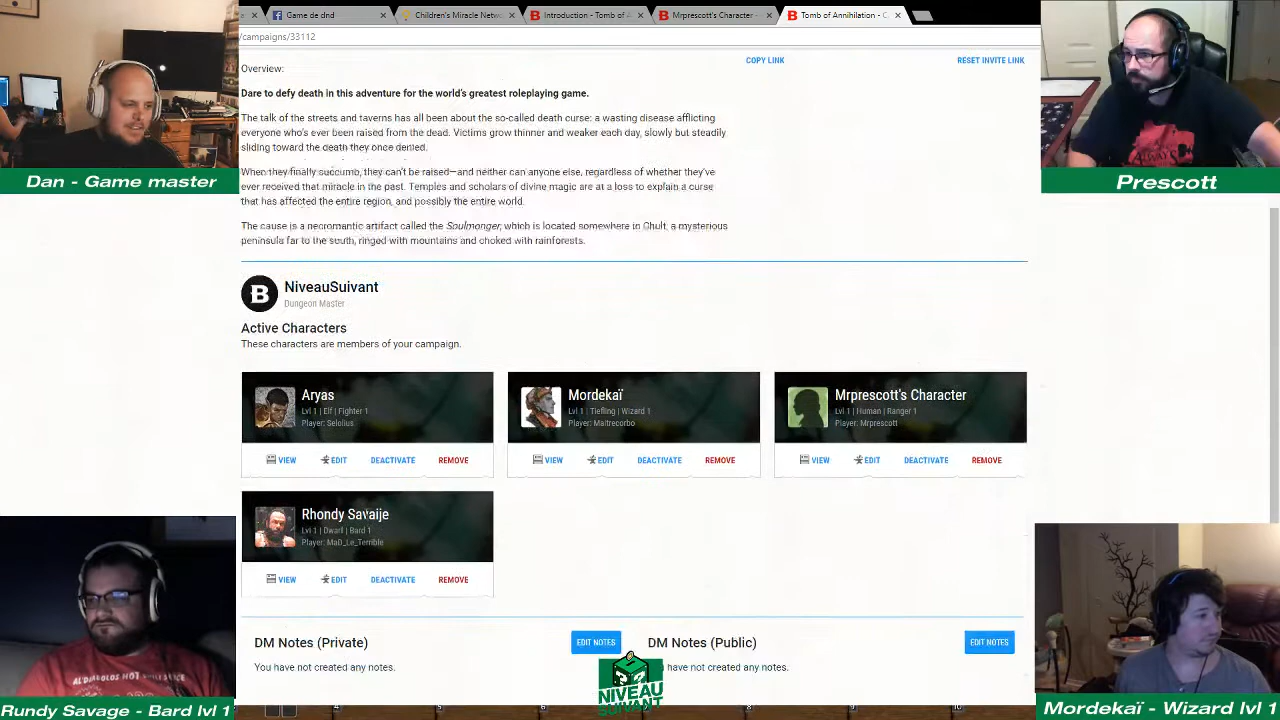 Game de dnd
Children's Miracle Netw
Introduction - Tomb of A
Mrprescott's Character -
Tomb of Annihilation - C
/campaigns/33112
COPY LINK
RESET INVITE LINK
Overview:
Dare to defy death in this adventure for the world's greatest roleplaying game.
The talk of the streets and taverns has all been about the so-called death curse: a wasting disease afflicting
everyone who's ever been raised from the dead. Victims grow thinner and weaker each day, slowly but steadily
sliding toward the death they once denied.
When they finally succumb, they can't be raised—and neither can anyone else, regardless of whether they've
ever received that miracle in the past. Temples and scholars of divine magic are at a loss to explain a curse
that has affected the entire region, and possibly the entire world.
The cause is a necromantic artifact called the Soulmonger, which is located somewhere in Chult, a mysterious
peninsula far to the south, ringed with mountains and choked with rainforests.
Dan - Game master
Prescott
NiveauSuivant
Dungeon Master
Active Characters
These characters are members of your campaign.
Aryas
Lvl 1 | Elf | Fighter 1
Player: Selolius
VIEW EDIT DEACTIVATE REMOVE
Mordekaï
Lvl 1 | Tiefling | Wizard 1
Player: Maitrecorbo
VIEW EDIT DEACTIVATE REMOVE
Mrprescott's Character
Lvl 1 | Human | Ranger 1
Player: Mrprescott
VIEW EDIT DEACTIVATE REMOVE
Rhondy Savaije
Lvl 1 | Dwarf | Bard 1
Player: MaD_Le_Terrible
VIEW EDIT DEACTIVATE REMOVE
DM Notes (Private)
EDIT NOTES
You have not created any notes.
DM Notes (Public)
EDIT NOTES
have not created any notes.
NIVEAU
SUIVANT
Rundy Savage - Bard lvl 1
Mordekaï - Wizard lvl 1